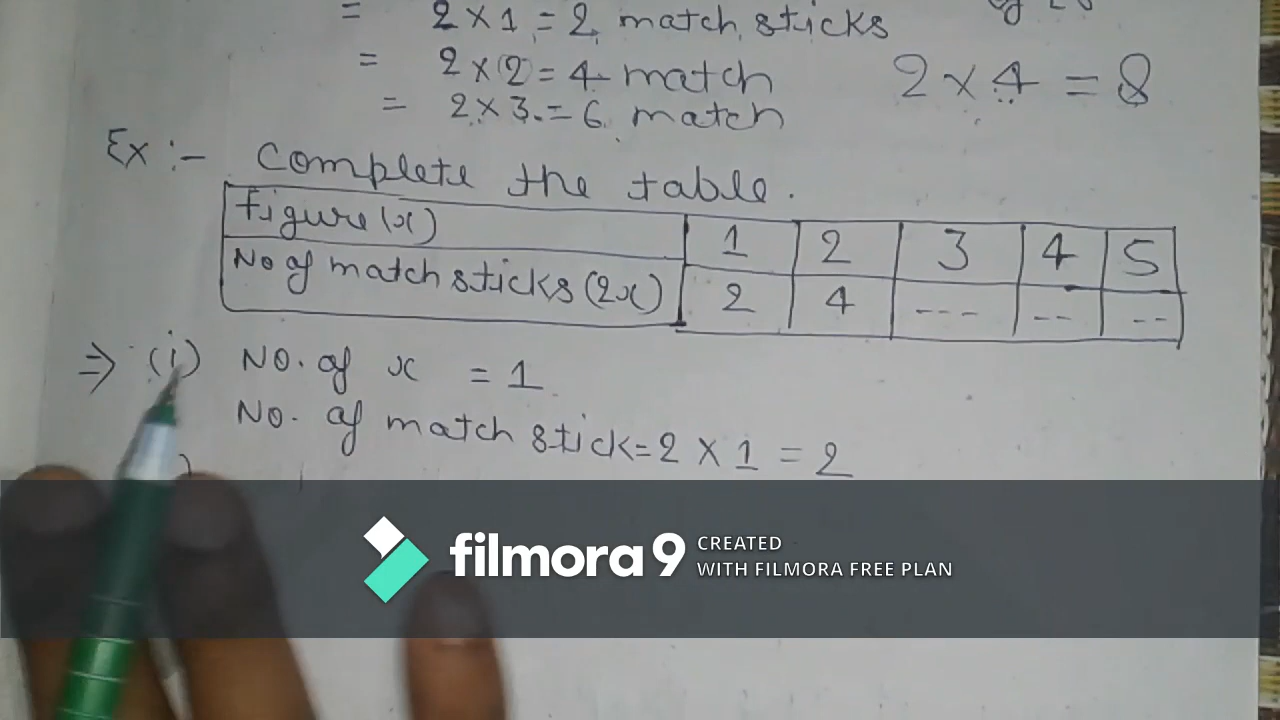 = 2 × 1 = 2 match sticks
= 2 × 2 = 4 match 2 × 4 = 8
= 2 × 3 = 6 match
Ex :- Complete the table.
Figure (x) 1 2 3 4 5
No of match sticks (2x) 2 4 --- -- --
⇒ (i) No. of x = 1
No. of match stick = 2 × 1 = 2
filmora 9 CREATED
WITH FILMORA FREE PLAN